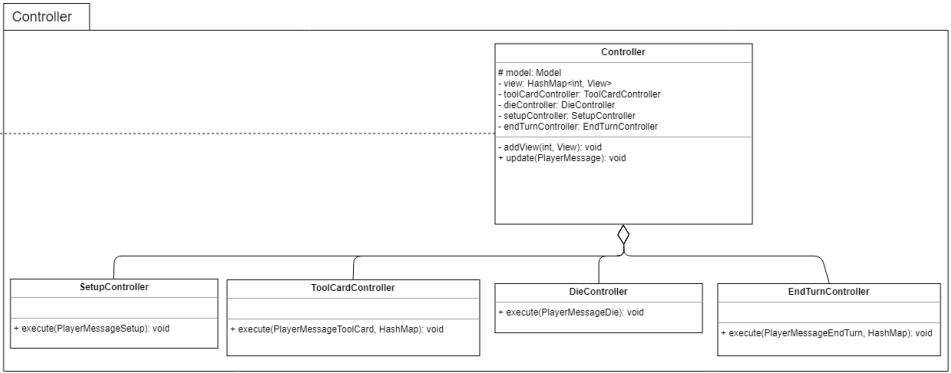 Controller
Controller
# model: Model
- view: HashMap<int, View>
- toolCardController: ToolCardController
- dieController: DieController
- setupController: SetupController
- endTurnController: EndTurnController
- addView(int, View): void
+ update(PlayerMessage): void
SetupController
+ execute(PlayerMessageSetup): void
ToolCardController
+ execute(PlayerMessageToolCard, HashMap): void
DieController
+ execute(PlayerMessageDie): void
EndTurnController
+ execute(PlayerMessageEndTurn, HashMap): void